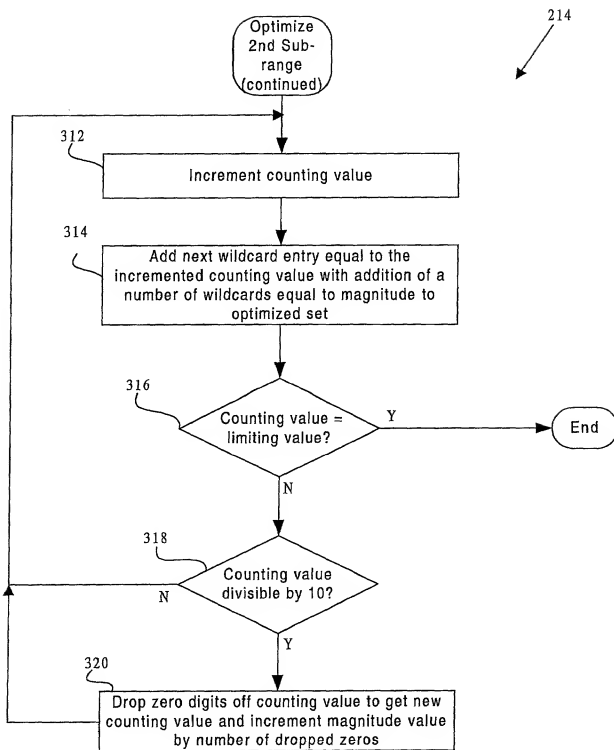 Optimize
2nd Sub-
range
(continued)
214
312
Increment counting value
314
Add next wildcard entry equal to the
incremented counting value with addition of a
number of wildcards equal to magnitude to
optimized set
316
Counting value =
limiting value?
Y
End
N
318
Counting value
divisible by 10?
N
Y
320
Drop zero digits off counting value to get new
counting value and increment magnitude value
by number of dropped zeros